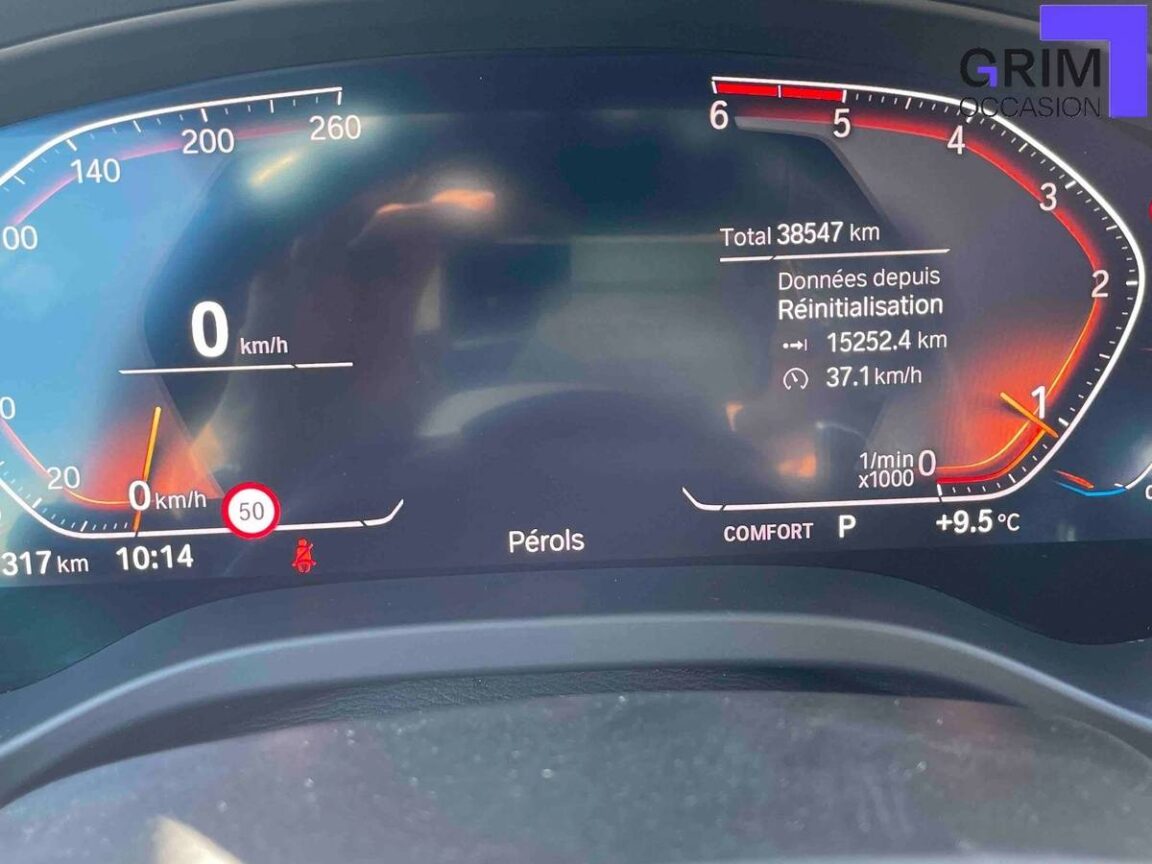 GRIM
OCCASION
260
200
140
00
0
20
0 km/h
0 km/h
50
317 km
10:14
Pérols
6
5
4
3
2
1
0
1/min
x1000
Total 38547 km
Données depuis
Réinitialisation
15252.4 km
37.1 km/h
COMFORT P
+9.5 °C